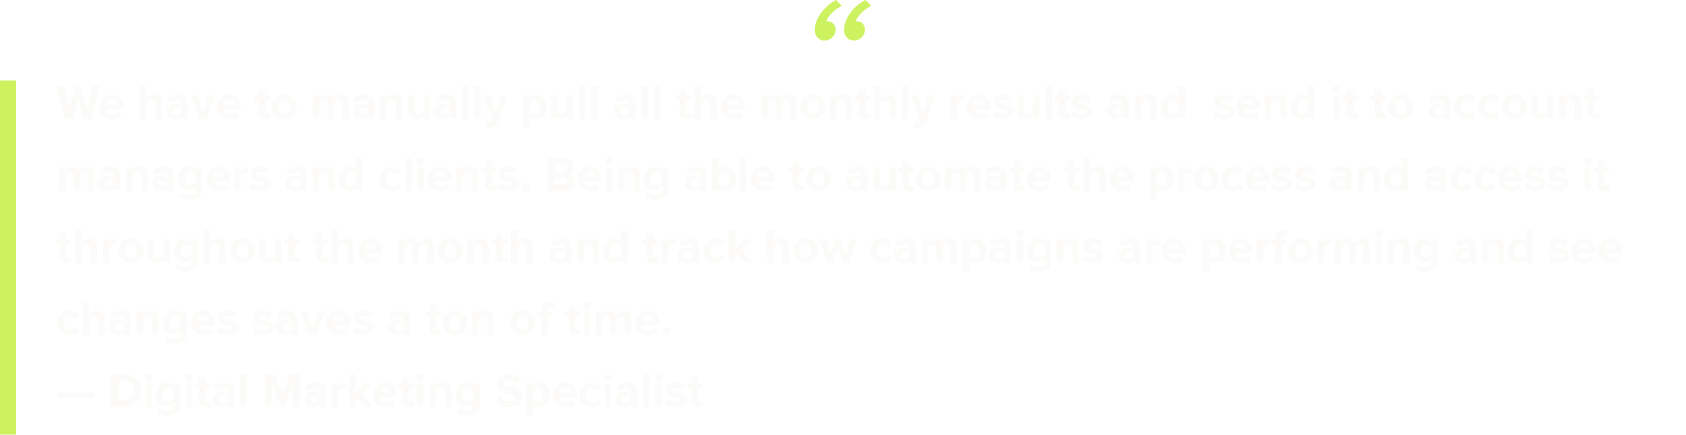 “
We have to manually pull all the monthly results and  send it to account
managers and clients. Being able to automate the process and access it
throughout the month and track how campaigns are performing and see
changes saves a ton of time.
— Digital Marketing Specialist